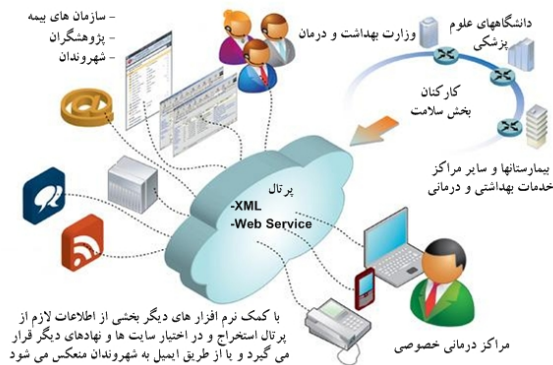 - سازمان های بیمه
- پژوهشگران
- شهروندان
وزارت بهداشت و درمان
دانشگاههای علوم
پزشکی
کارکنان
بخش سلامت
بیمارستانها و سایر مراکز
خدمات بهداشتی و درمانی
پرتال
-XML
-Web Service
با کمک نرم افزار های دیگر بخشی از اطلاعات لازم از
پرتال استخراج و در اختیار سایت ها و نهادهای دیگر قرار
می گیرد و یا از طریق ایمیل به شهروندان منعکس می شود
مراکز درمانی خصوصی